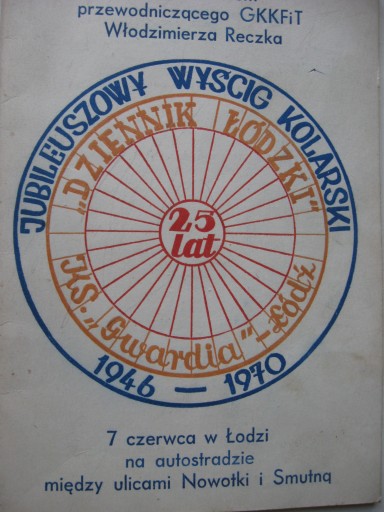 przewodniczącego GKKFiT
Włodzimierza Reczka
JUBILEUSZOWY WYŚCIG KOLARSKI
„DZIENNIK ŁÓDZKI"
25
lat
KS. „Gwardia" - Łódź
1946 — 1970
7 czerwca w Łodzi
na autostradzie
między ulicami Nowotki i Smutną